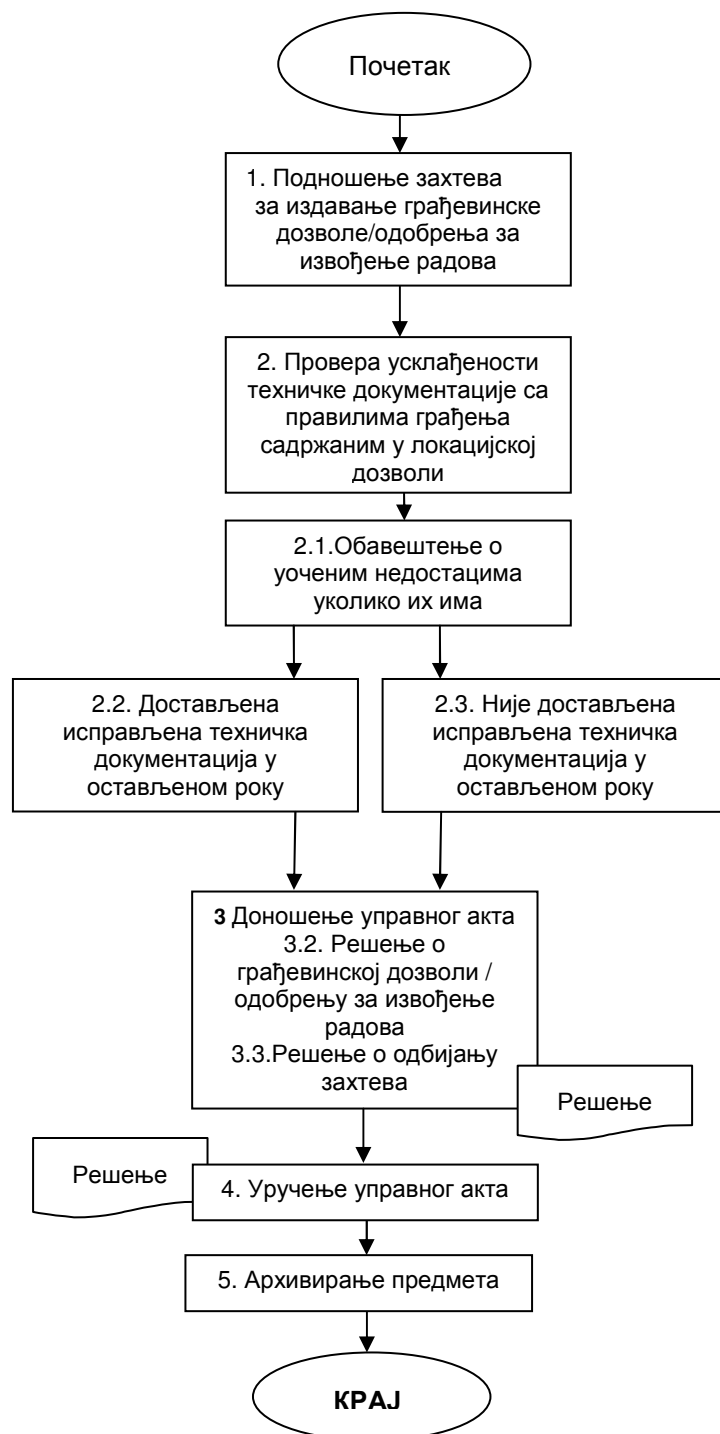 Почетак
1. Подношење захтева
за издавање грађевинске
дозволе/одобрења за
извођење радова
2. Провера усклађености
техничке документације са
правилима грађења
садржаним у локацијској
дозволи
2.1.Обавештење о
уоченим недостацима
уколико их има
2.2. Достављена
исправљена техничка
документација у
остављеном року
2.3. Није достављена
исправљена техничка
документација у
остављеном року
3 Доношење управног акта
3.2. Решење о
грађевинској дозволи /
одобрењу за извођење
радова
3.3.Решење о одбијању
захтева
Решење
Решење
4. Уручење управног акта
5. Архивирање предмета
КРАЈ